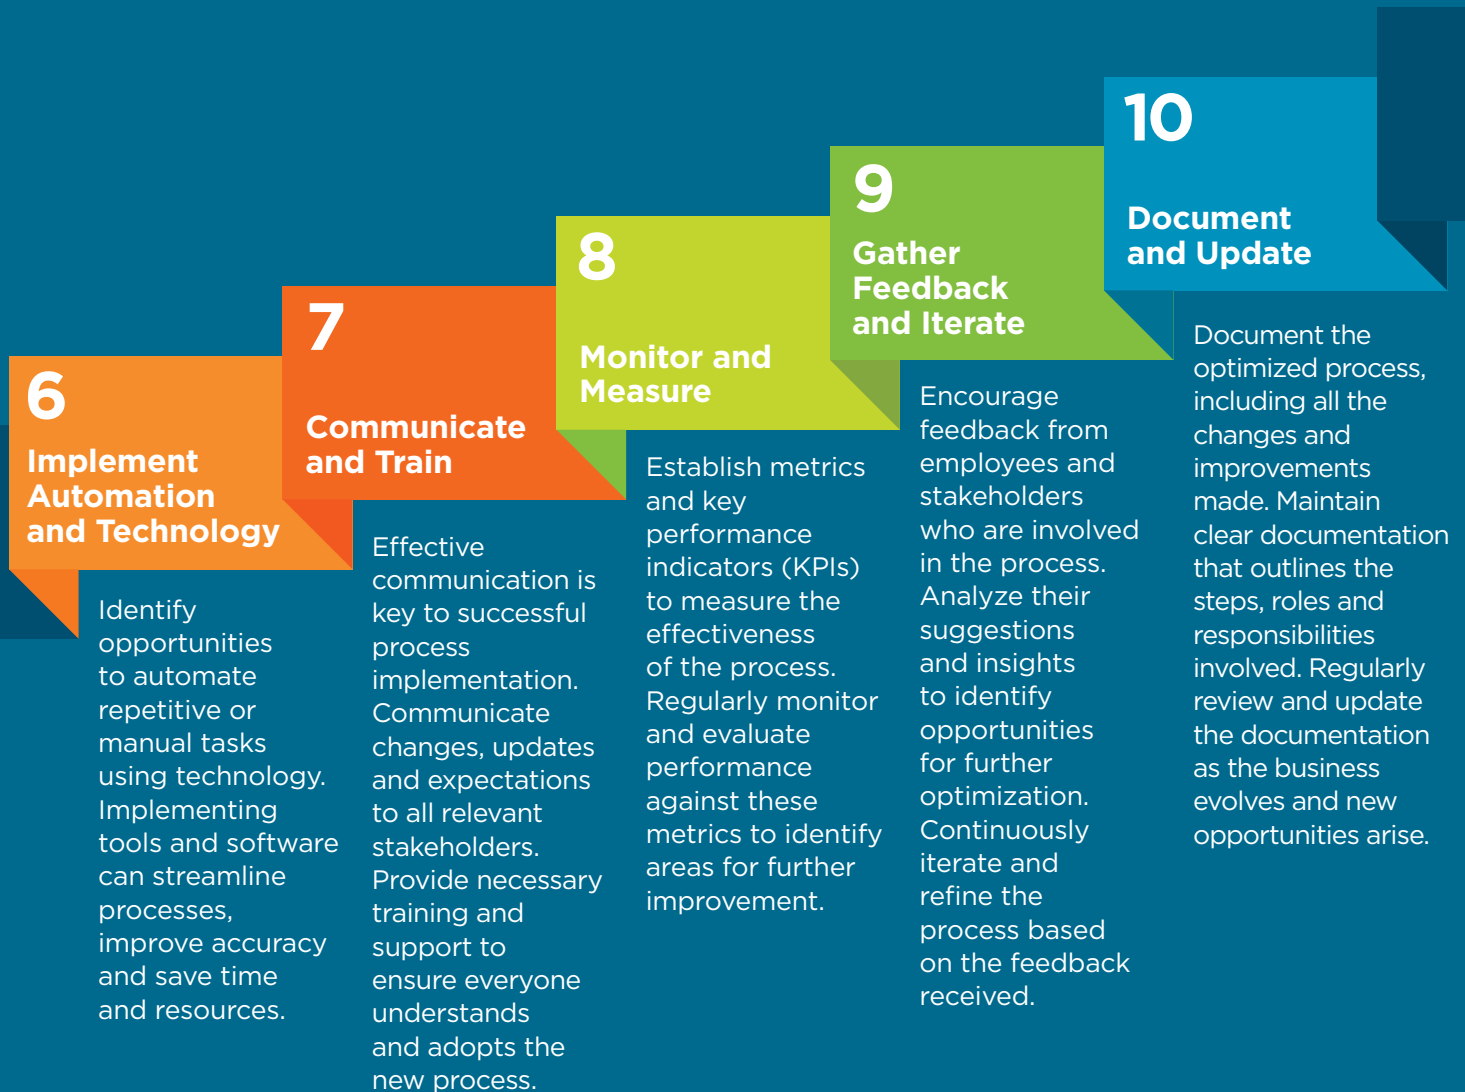 6
Implement
Automation
and Technology
Identify
opportunities
to automate
repetitive or
manual tasks
using technology.
Implementing
tools and software
can streamline
processes,
improve accuracy
and save time
and resources.
7
Communicate
and Train
Effective
communication is
key to successful
process
implementation.
Communicate
changes, updates
and expectations
to all relevant
stakeholders.
Provide necessary
training and
support to
ensure everyone
understands
and adopts the
new process.
8
Monitor and
Measure
Establish metrics
and key
performance
indicators (KPIs)
to measure the
effectiveness
of the process.
Regularly monitor
and evaluate
performance
against these
metrics to identify
areas for further
improvement.
9
Gather
Feedback
and Iterate
Encourage
feedback from
employees and
stakeholders
who are involved
in the process.
Analyze their
suggestions
and insights
to identify
opportunities
for further
optimization.
Continuously
iterate and
refine the
process based
on the feedback
received.
10
Document
and Update
Document the
optimized process,
including all the
changes and
improvements
made. Maintain
clear documentation
that outlines the
steps, roles and
responsibilities
involved. Regularly
review and update
the documentation
as the business
evolves and new
opportunities arise.